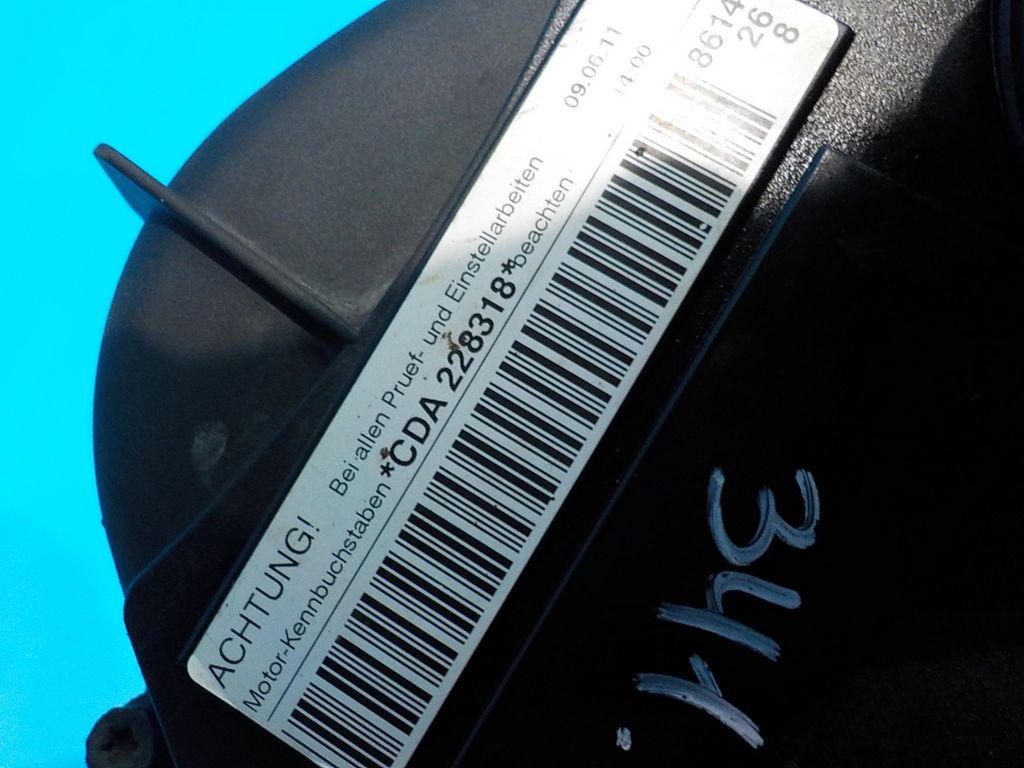 ACHTUNG!
Bei allen Pruef- und Einstellarbeiten
Motor-Kennbuchstaben *CDA 228318* beachten.
09.06.11
14:00
8614
26
8